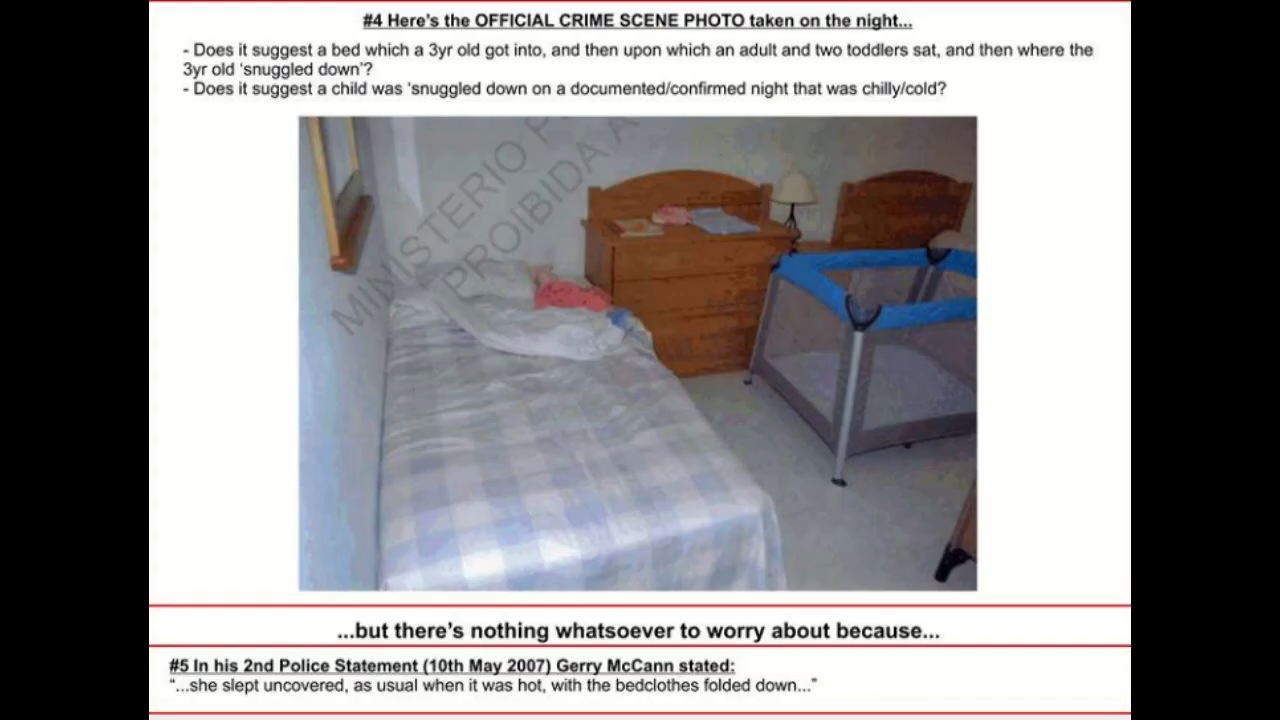 #4 Here's the OFFICIAL CRIME SCENE PHOTO taken on the night...
- Does it suggest a bed which a 3yr old got into, and then upon which an adult and two toddlers sat, and then where the
3yr old ‘snuggled down’?
- Does it suggest a child was ‘snuggled down on a documented/confirmed night that was chilly/cold?
MINISTERIO P
PROIBIDA A
...but there's nothing whatsoever to worry about because...
#5 In his 2nd Police Statement (10th May 2007) Gerry McCann stated:
“...she slept uncovered, as usual when it was hot, with the bedclothes folded down...”